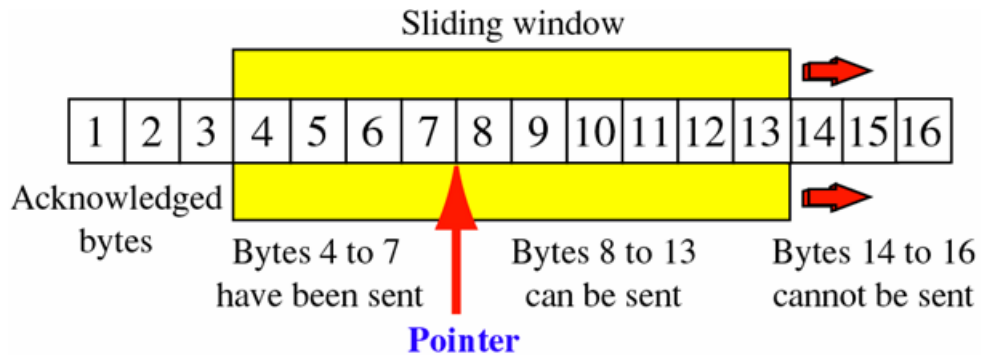 Sliding window
1 2 3 4 5 6 7 8 9 10 11 12 13 14 15 16
Acknowledged
bytes
Bytes 4 to 7
have been sent
Bytes 8 to 13
can be sent
Bytes 14 to 16
cannot be sent
Pointer